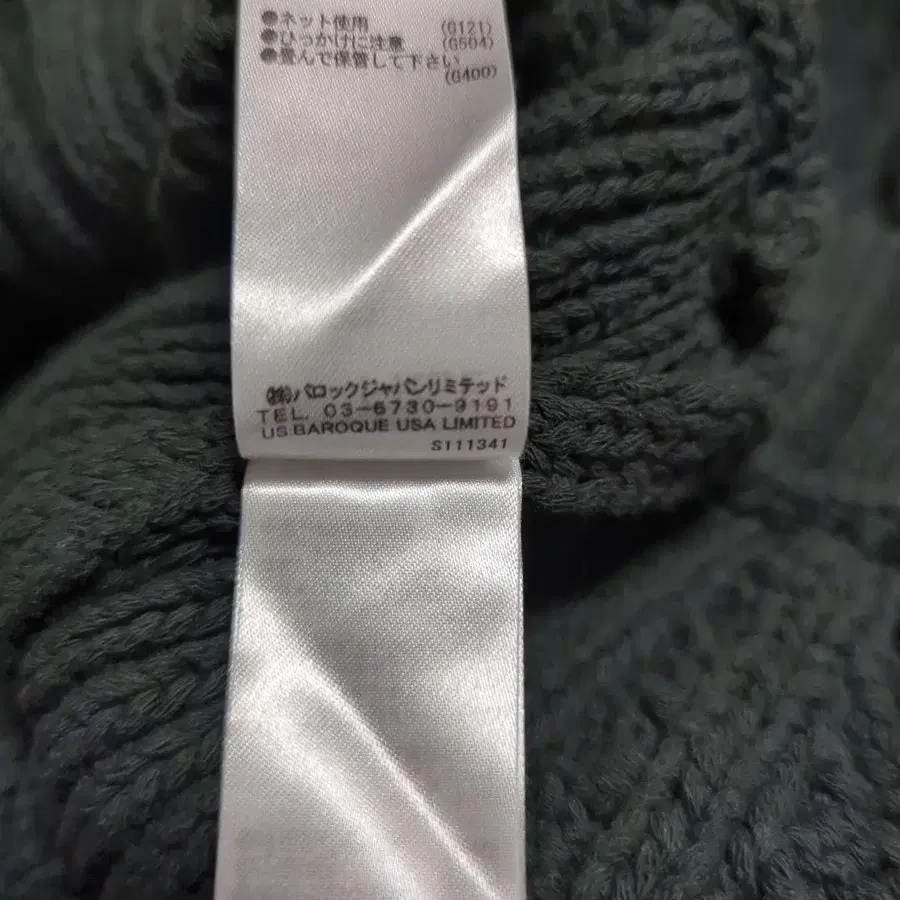 ●ネット使用 (G121)
●ひっかけに注意 (G504)
●畳んで保管して下さい (G400)
㈱バロックジャパンリミテッド
TEL. 03-6730-9191
US:BAROQUE USA LIMITED
S111341